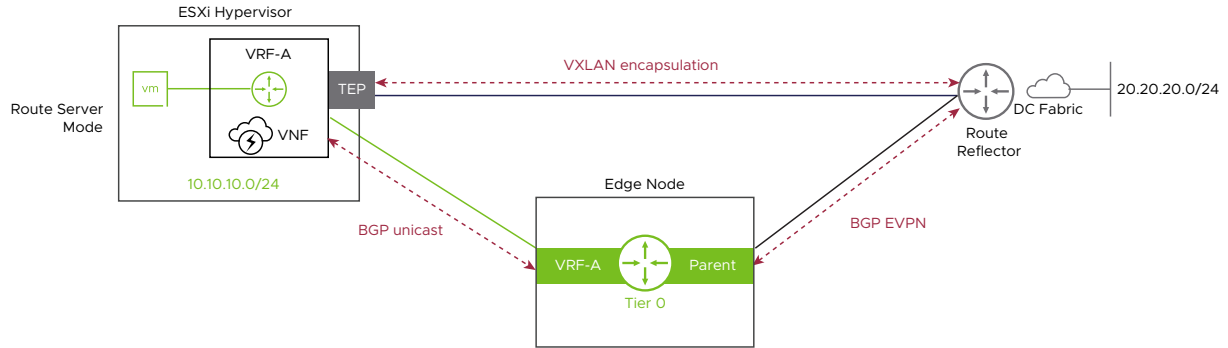 ESXi Hypervisor
VRF-A
vm
TEP
VNF
10.10.10.0/24
Route Server
Mode
VXLAN encapsulation
DC Fabric
20.20.20.0/24
Route
Reflector
BGP unicast
Edge Node
BGP EVPN
VRF-A
Parent
Tier 0